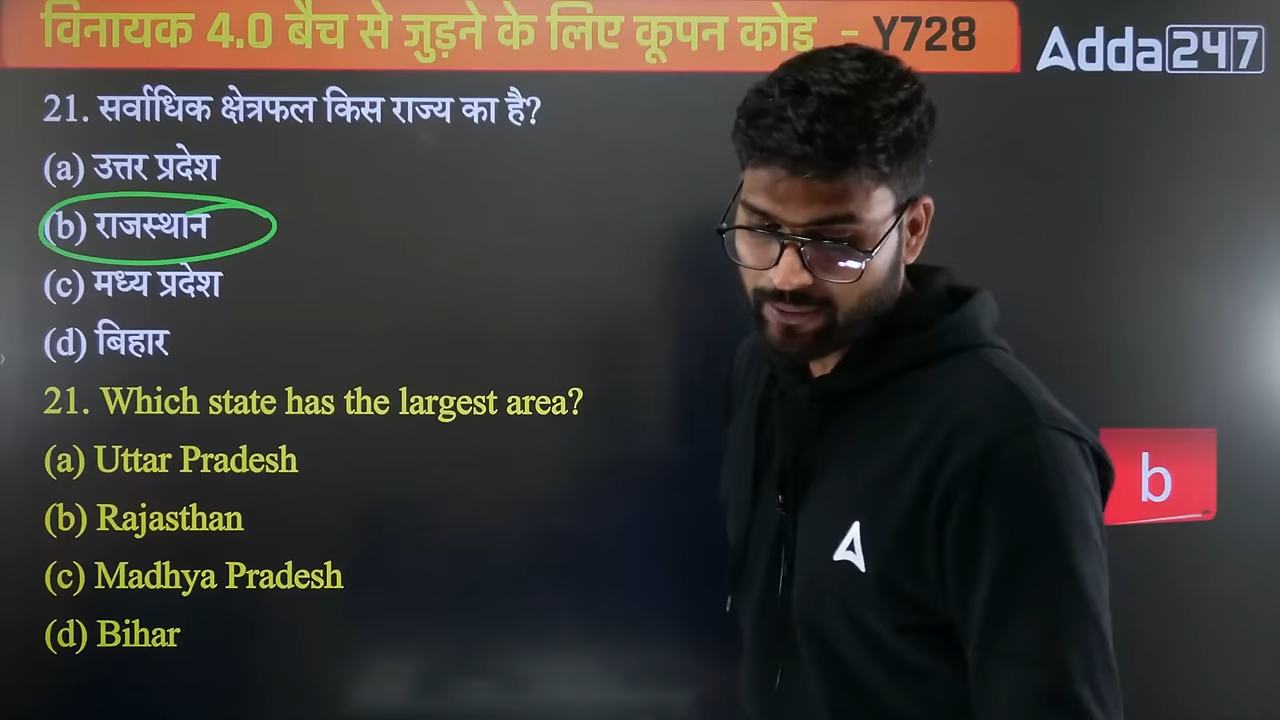 विनायक 4.0 बैच से जुड़ने के लिए कूपन कोड - Y728
Adda247
21. सर्वाधिक क्षेत्रफल किस राज्य का है?
(a) उत्तर प्रदेश
(b) राजस्थान
(c) मध्य प्रदेश
(d) बिहार
21. Which state has the largest area?
(a) Uttar Pradesh
(b) Rajasthan
(c) Madhya Pradesh
(d) Bihar
b